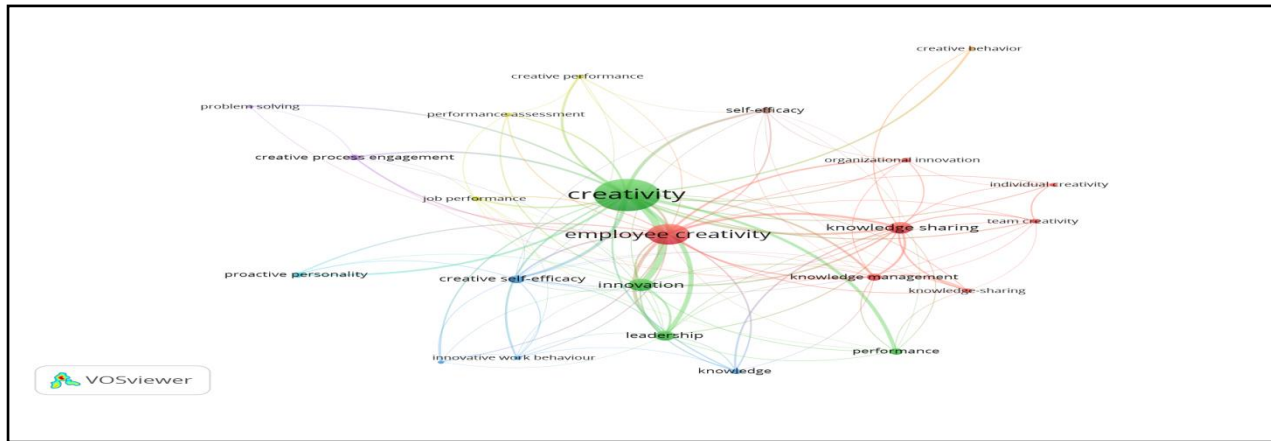 creative behavior
creative performance
problem solving
performance assessment
self-efficacy
creative process engagement
organizational innovation
individual creativity
creativity
job performance
team creativity
knowledge sharing
employee creativity
proactive personality
creative self-efficacy
knowledge management
innovation
knowledge-sharing
leadership
performance
innovative work behaviour
knowledge
VOSviewer